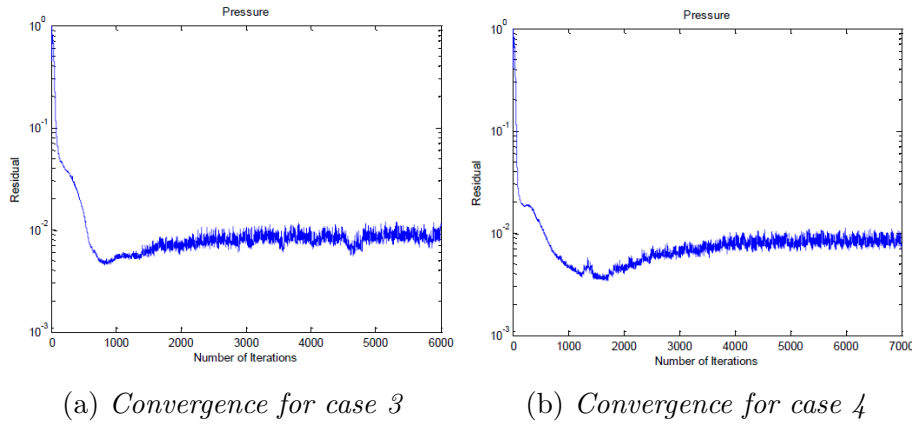 Pressure
10^0
10^-1
10^-2
10^-3
Residual
0 1000 2000 3000 4000 5000 6000
Number of Iterations
(a) Convergence for case 3
Pressure
10^0
10^-1
10^-2
10^-3
Residual
0 1000 2000 3000 4000 5000 6000 7000
Number of Iterations
(b) Convergence for case 4